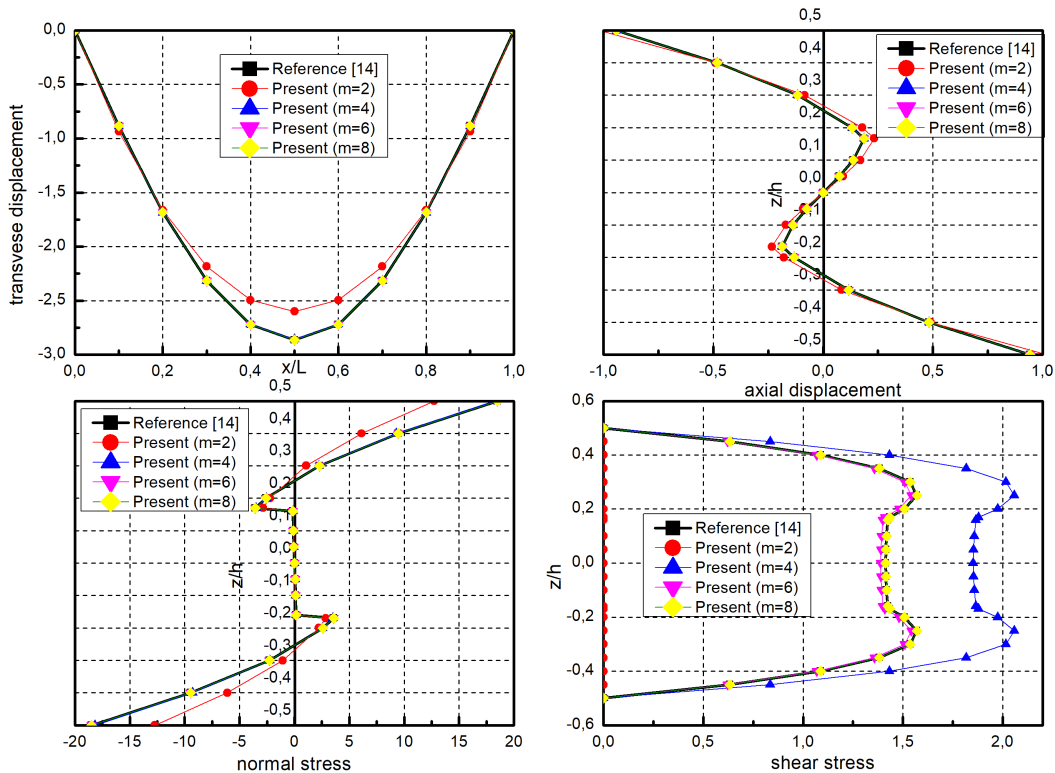 0,0
-0,5
-1,0
-1,5
-2,0
-2,5
-3,0
transvese displacement
Reference [14]
Present (m=2)
Present (m=4)
Present (m=6)
Present (m=8)
0,0 0,2 0,4 0,6 0,8 1,0
x/L
0,5
0,4
0,3
0,2
0,1
0,0
-0,1
-0,2
-0,3
-0,4
-0,5
z/h
Reference [14]
Present (m=2)
Present (m=4)
Present (m=6)
Present (m=8)
-1,0 -0,5 0,0 0,5 1,0
axial displacement
0,5
0,4
0,3
0,2
0,1
0,0
-0,1
-0,2
-0,3
-0,4
-0,5
z/h
Reference [14]
Present (m=2)
Present (m=4)
Present (m=6)
Present (m=8)
-20 -15 -10 -5 0 5 10 15 20
normal stress
0,6
0,4
0,2
0,0
-0,2
-0,4
-0,6
z/h
Reference [14]
Present (m=2)
Present (m=4)
Present (m=6)
Present (m=8)
0,0 0,5 1,0 1,5 2,0
shear stress